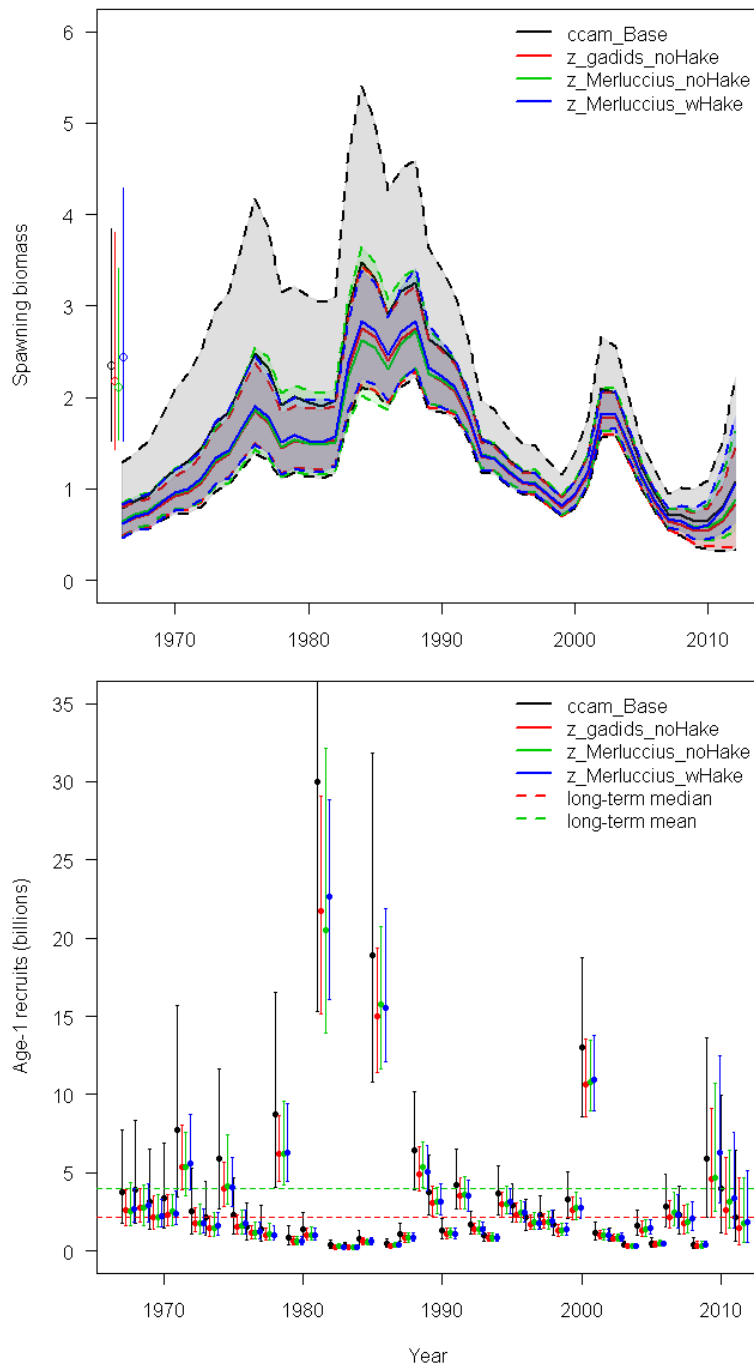 6
5
4
3
2
1
0
Spawning biomass
ccam_Base
z_gadids_noHake
z_Merluccius_noHake
z_Merluccius_wHake
1970 1980 1990 2000 2010
35
30
25
20
15
10
5
0
Age-1 recruits (billions)
ccam_Base
z_gadids_noHake
z_Merluccius_noHake
z_Merluccius_wHake
long-term median
long-term mean
1970 1980 1990 2000 2010
Year